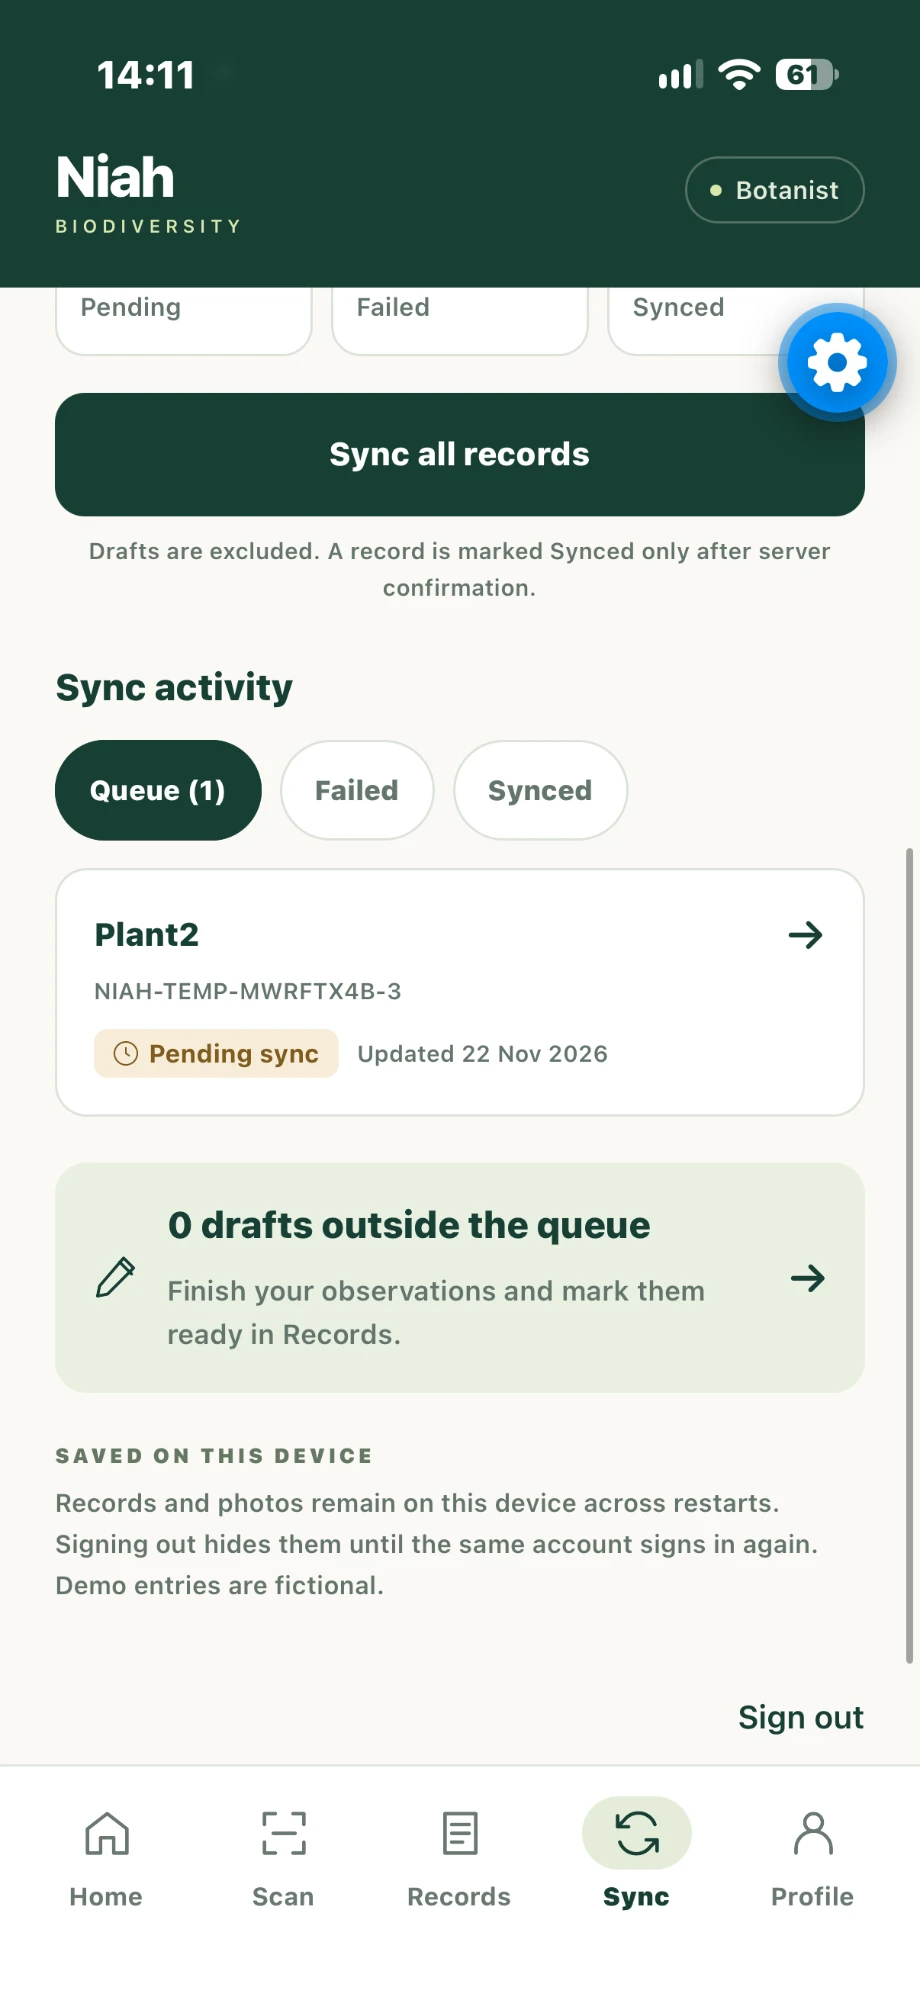 14:11
61
Niah
BIODIVERSITY
Botanist
Pending
Failed
Synced
Sync all records
Drafts are excluded. A record is marked Synced only after server
confirmation.
Sync activity
Queue (1)
Failed
Synced
Plant2
NIAH-TEMP-MWRFTX4B-3
Pending sync
Updated 22 Nov 2026
0 drafts outside the queue
Finish your observations and mark them
ready in Records.
SAVED ON THIS DEVICE
Records and photos remain on this device across restarts.
Signing out hides them until the same account signs in again.
Demo entries are fictional.
Sign out
Home
Scan
Records
Sync
Profile